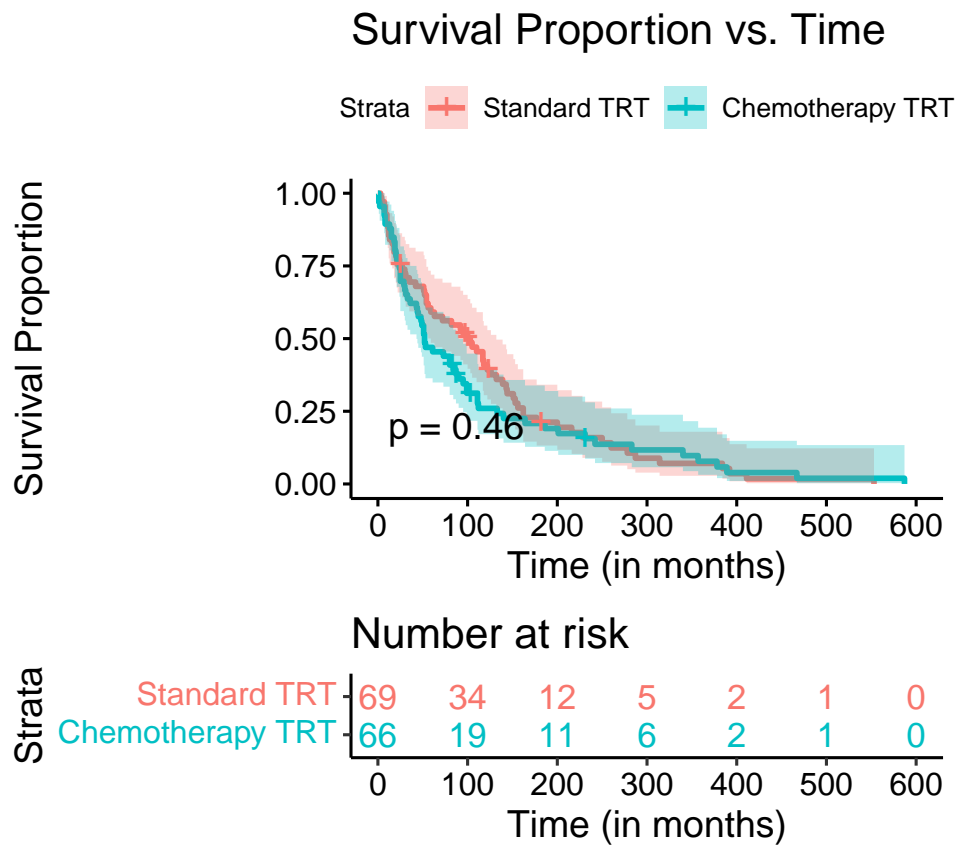 Survival Proportion vs. Time
Strata Standard TRT Chemotherapy TRT
Survival Proportion
1.00
0.75
0.50
0.25
0.00
p = 0.46
0 100 200 300 400 500 600
Time (in months)
Number at risk
Strata
Standard TRT 69 34 12 5 2 1 0
Chemotherapy TRT 66 19 11 6 2 1 0
0 100 200 300 400 500 600
Time (in months)